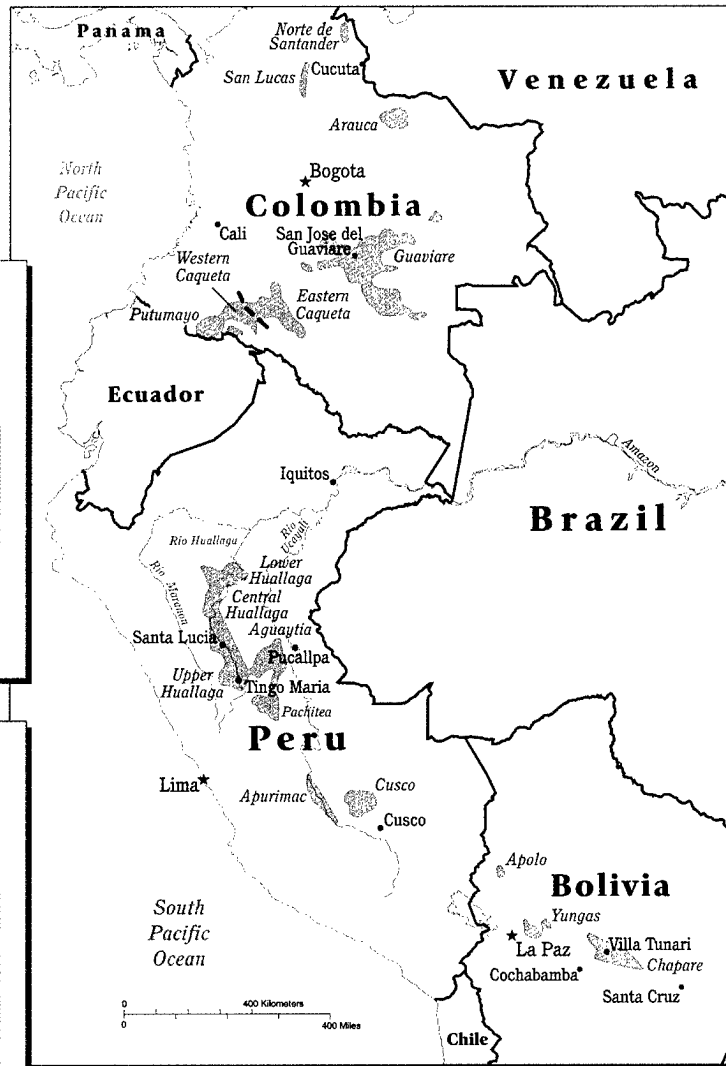 Panama
Norte de
Santander
San Lucas
Cucuta
Venezuela
Arauca
North
Pacific
Ocean
Bogota
Colombia
Cali
San Jose del
Guaviare
Guaviare
Western
Caqueta
Eastern
Caqueta
Putumayo
Ecuador
Iquitos
Amazon
Brazil
Rio Ucayali
Rio Huallaga
Rio Maranon
Lower
Huallaga
Central
Huallaga
Aguaytia
Santa Lucia
Pucallpa
Upper
Huallaga
Tingo Maria
Pachitea
Peru
Lima
Apurimac
Cusco
Cusco
Apolo
Bolivia
Yungas
South
Pacific
Ocean
La Paz
Villa Tunari
Cochabamba
Chapare
Santa Cruz
0 400 Kilometers
0 400 Miles
Chile